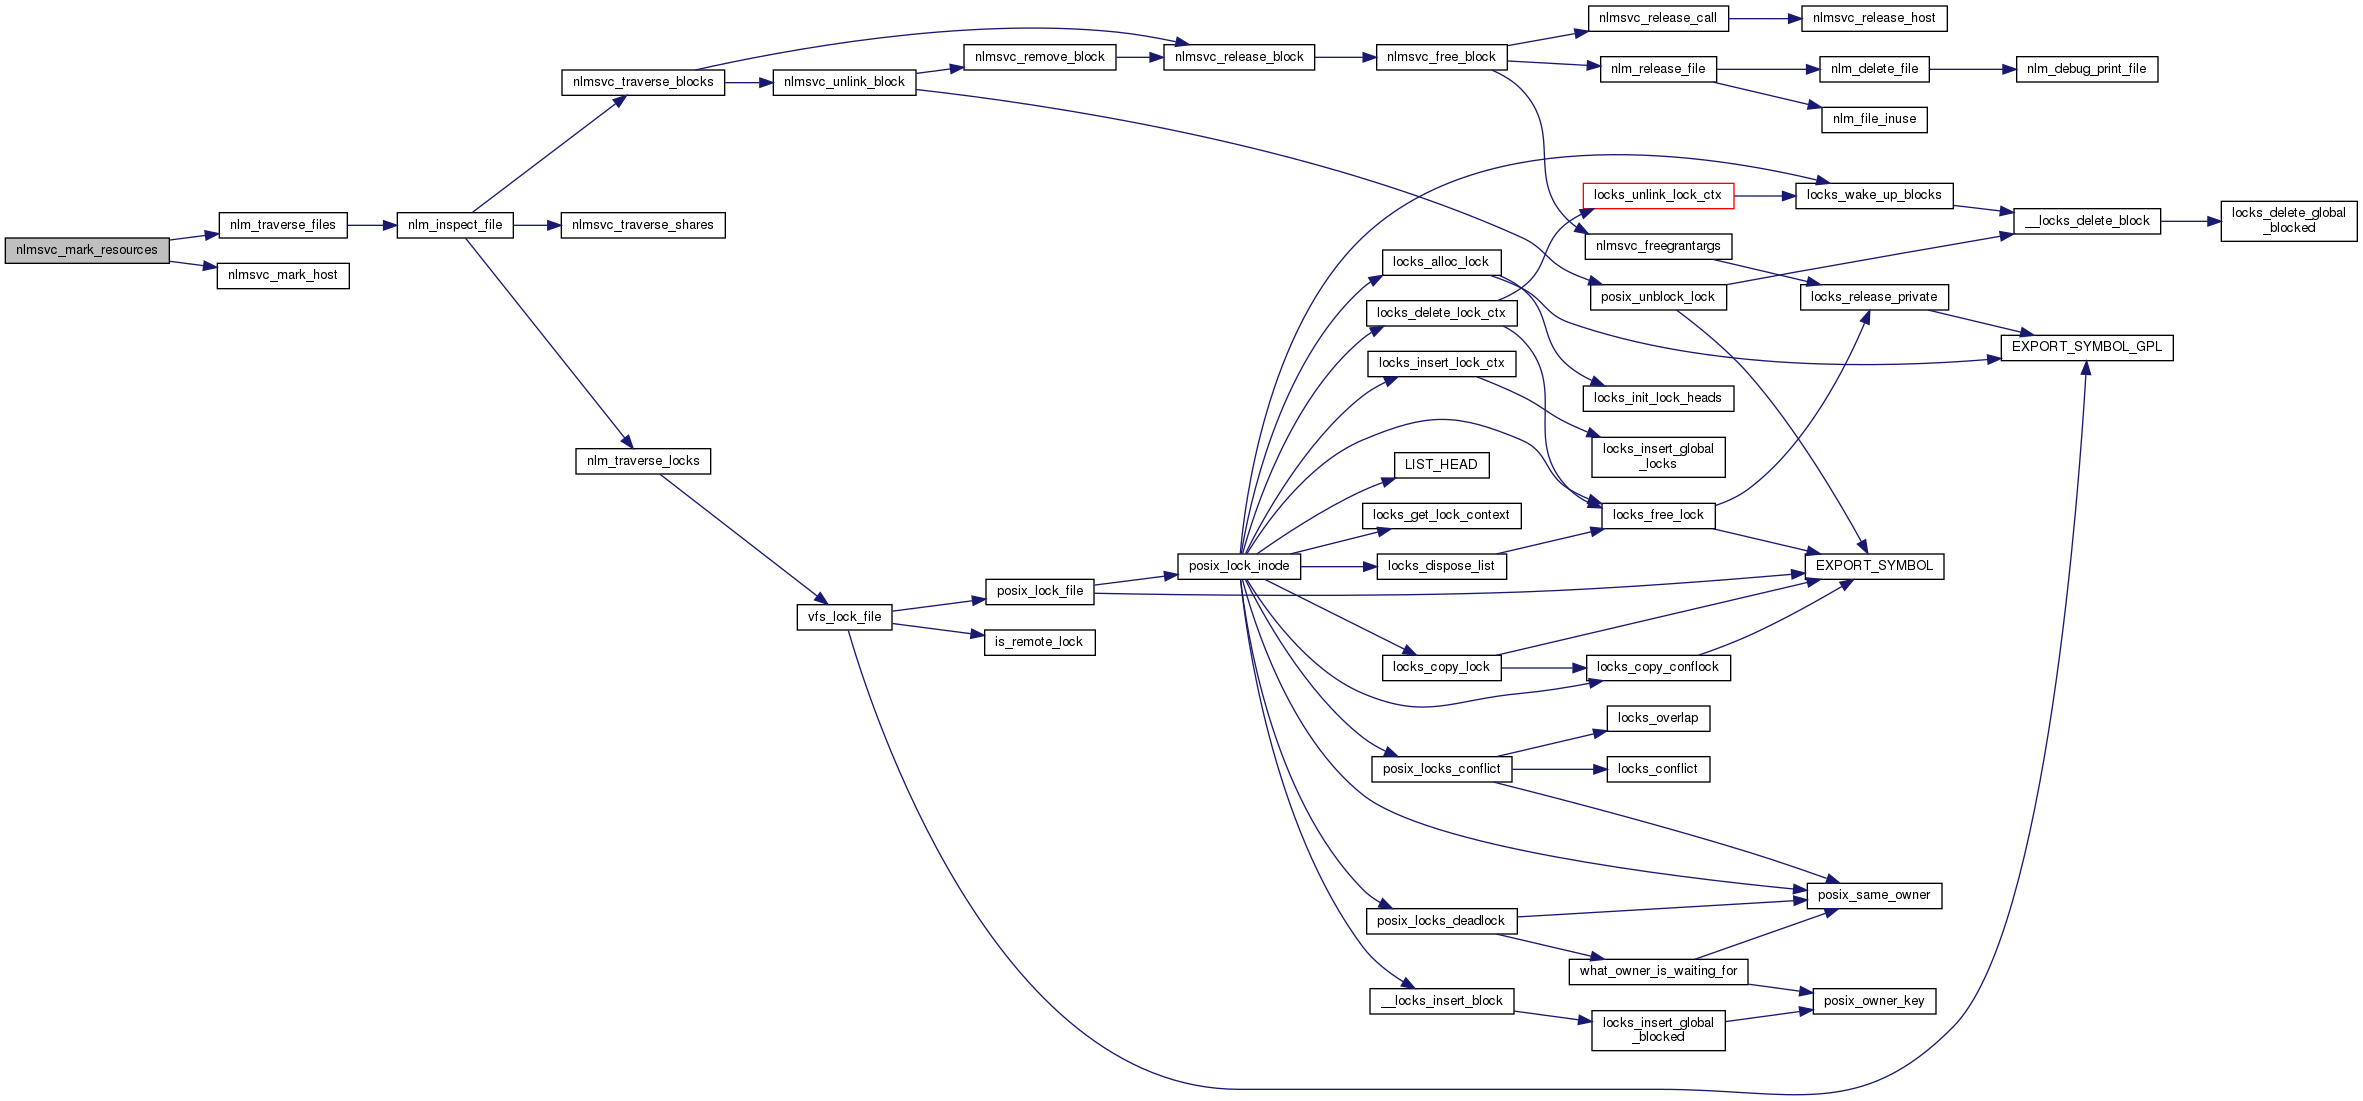 nlmsvc_mark_resources
nlm_traverse_files
nlmsvc_mark_host
nlm_inspect_file
nlmsvc_traverse_blocks
nlmsvc_traverse_shares
nlm_traverse_locks
nlmsvc_unlink_block
vfs_lock_file
nlmsvc_remove_block
posix_lock_file
is_remote_lock
nlmsvc_release_block
posix_lock_inode
nlmsvc_free_block
locks_alloc_lock
locks_delete_lock_ctx
locks_insert_lock_ctx
LIST_HEAD
locks_get_lock_context
locks_dispose_list
locks_copy_lock
posix_locks_conflict
posix_locks_deadlock
__locks_insert_block
nlmsvc_release_call
nlm_release_file
locks_unlink_lock_ctx
nlmsvc_freegrantargs
posix_unblock_lock
locks_init_lock_heads
locks_insert_global
_locks
locks_free_lock
locks_copy_conflock
locks_overlap
locks_conflict
what_owner_is_waiting_for
locks_insert_global
_blocked
nlmsvc_release_host
nlm_delete_file
nlm_file_inuse
locks_wake_up_blocks
locks_release_private
EXPORT_SYMBOL
posix_same_owner
posix_owner_key
nlm_debug_print_file
__locks_delete_block
EXPORT_SYMBOL_GPL
locks_delete_global
_blocked